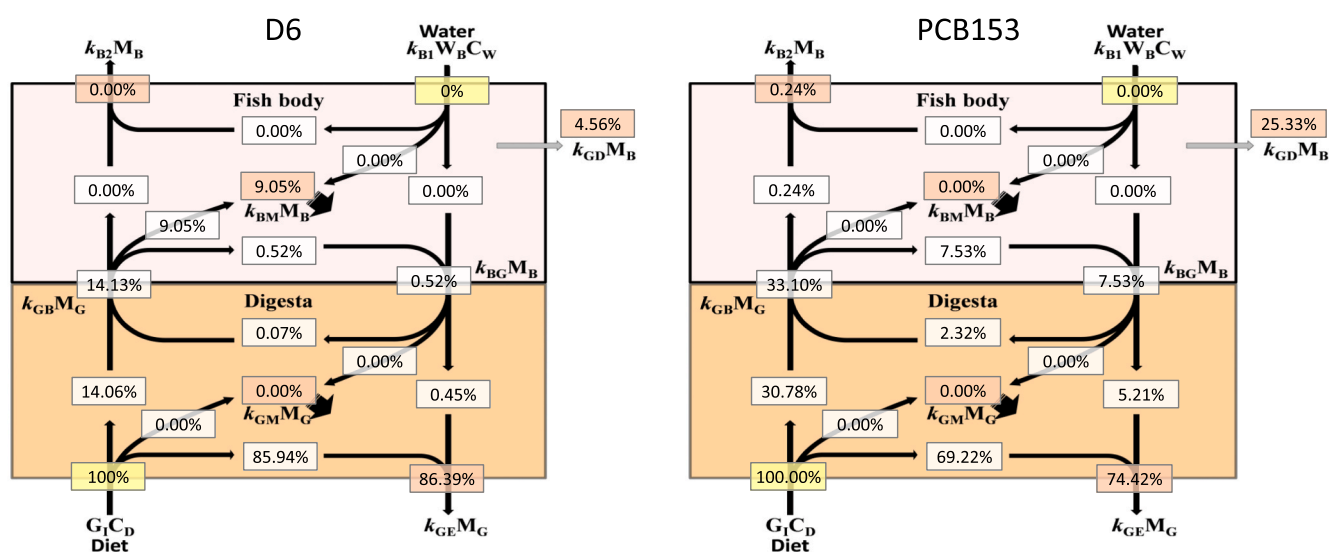 D6
Water
kB2MB
kB1WBCW
0.00%
0%
Fish body
4.56%
0.00%
kGDMB
0.00%
9.05%
0.00%
0.00%
kBMMB
9.05%
0.52%
kBGMB
14.13%
0.52%
kGBMG
Digesta
0.07%
0.00%
14.06%
0.00%
0.45%
kGMMG
0.00%
85.94%
100%
86.39%
GICD
kGEMG
Diet
PCB153
Water
kB2MB
kB1WBCW
0.24%
0.00%
Fish body
25.33%
0.00%
kGDMB
0.00%
0.24%
0.00%
0.00%
kBMMB
0.00%
7.53%
kBGMB
33.10%
7.53%
kGBMG
Digesta
2.32%
0.00%
30.78%
0.00%
5.21%
kGMMG
0.00%
69.22%
100.00%
74.42%
GICD
kGEMG
Diet